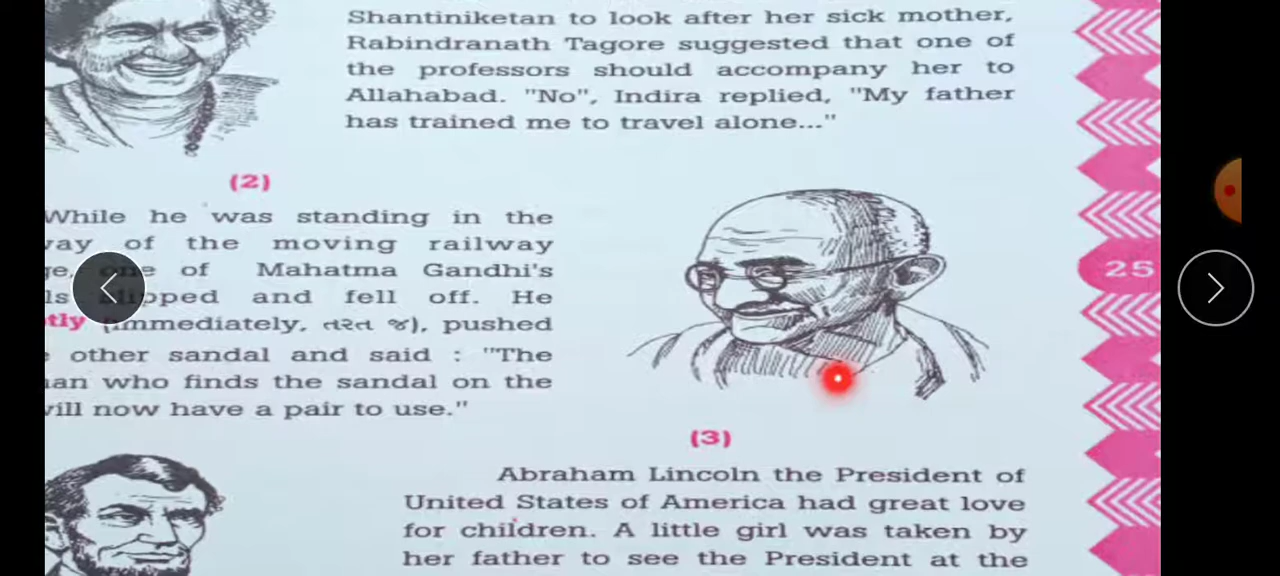 Shantiniketan to look after her sick mother,
Rabindranath Tagore suggested that one of
the professors should accompany her to
Allahabad. "No", Indira replied, "My father
has trained me to travel alone..."
(2)
While he was standing in the
of the moving railway
one of Mahatma Gandhi's
slipped and fell off. He
(immediately, તરત જ), pushed
other sandal and said : "The
who finds the sandal on the
will now have a pair to use."
25
(3)
Abraham Lincoln the President of
United States of America had great love
for children. A little girl was taken by
her father to see the President at the